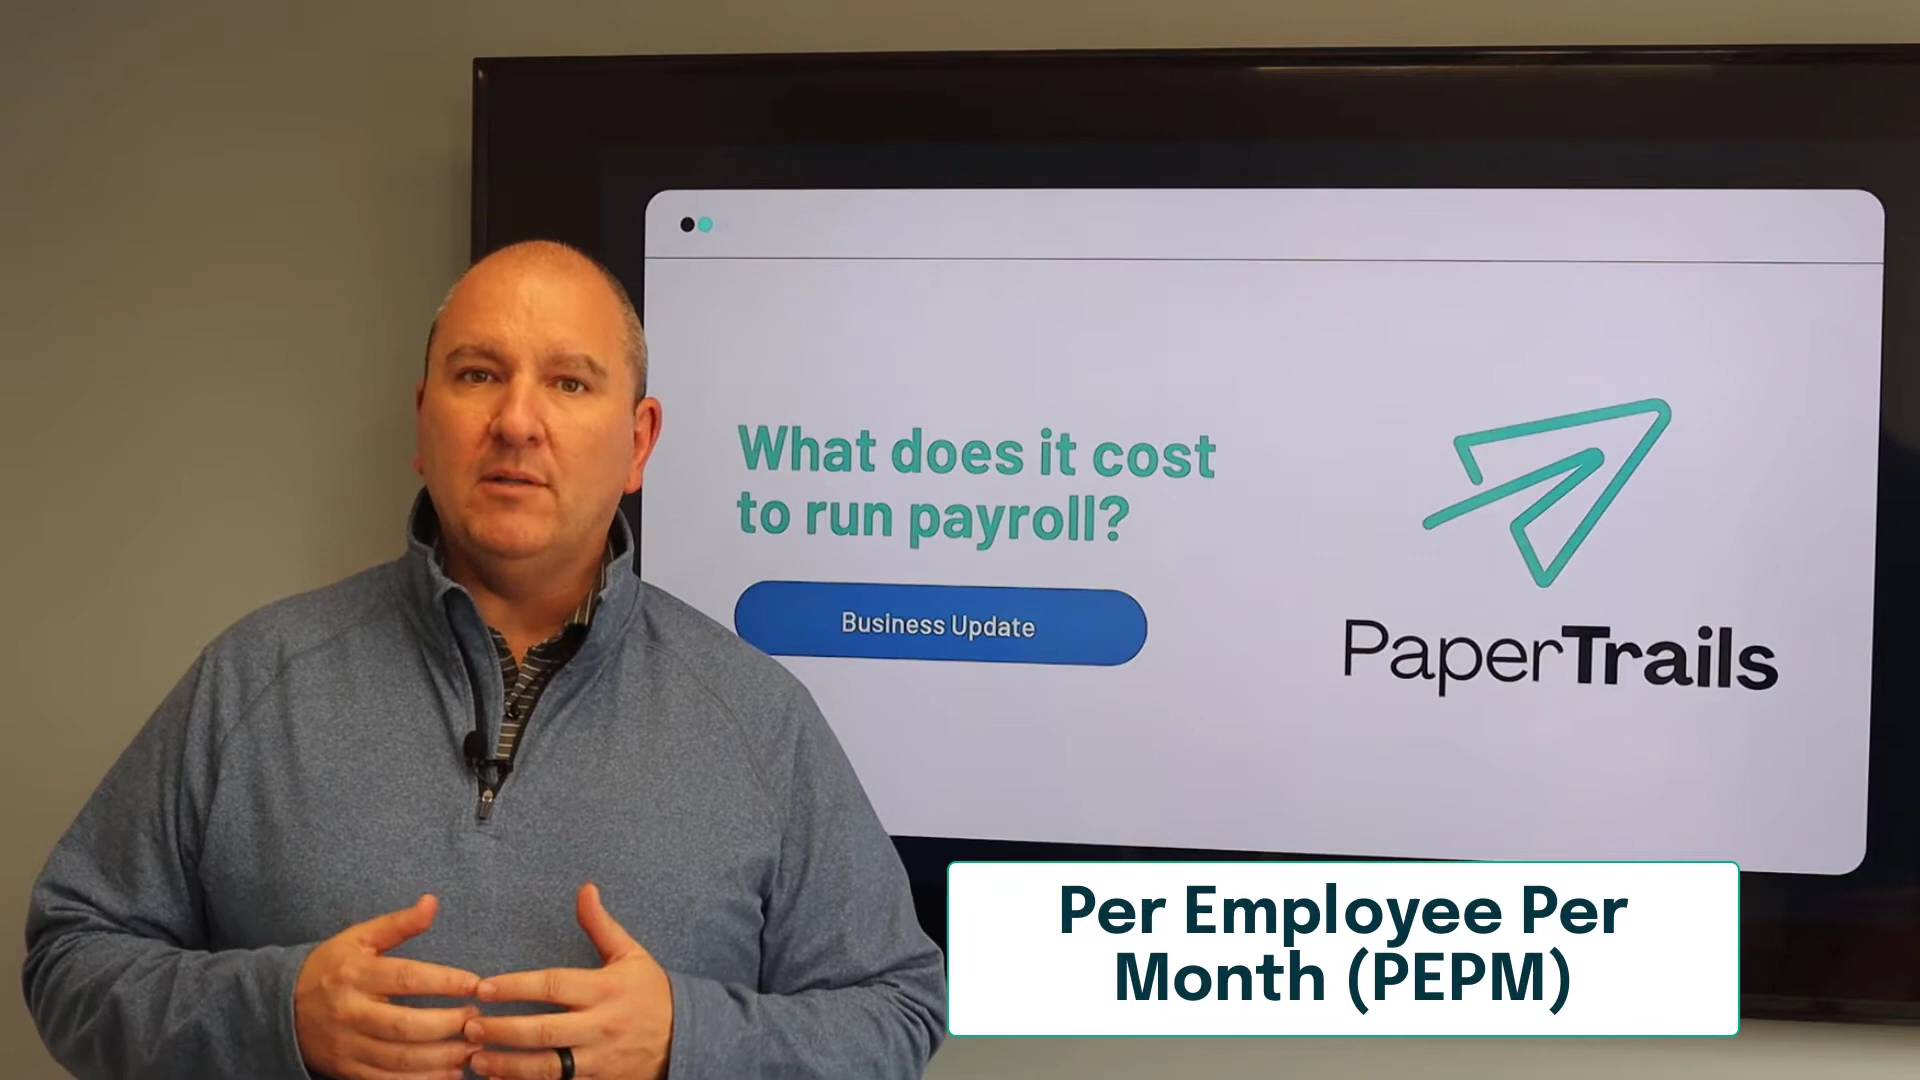 What does it cost
to run payroll?
Business Update
PaperTrails
Per Employee Per
Month (PEPM)